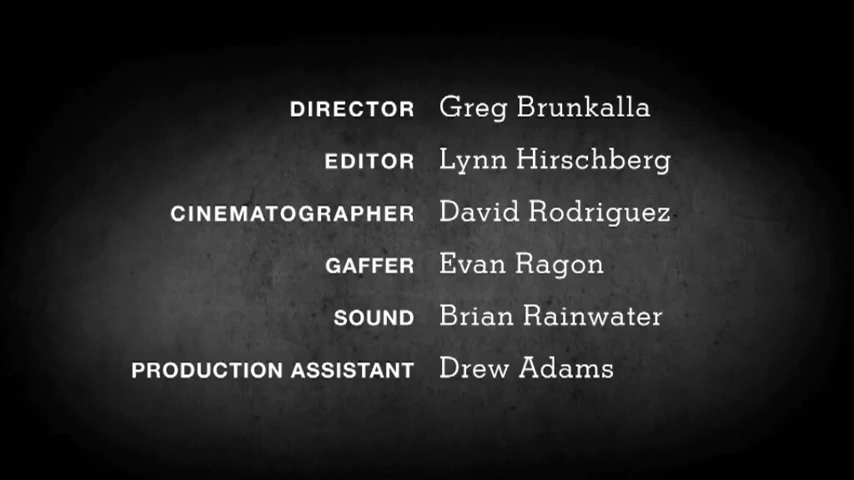 DIRECTOR Greg Brunkalla
EDITOR Lynn Hirschberg
CINEMATOGRAPHER David Rodriguez
GAFFER Evan Ragon
SOUND Brian Rainwater
PRODUCTION ASSISTANT Drew Adams